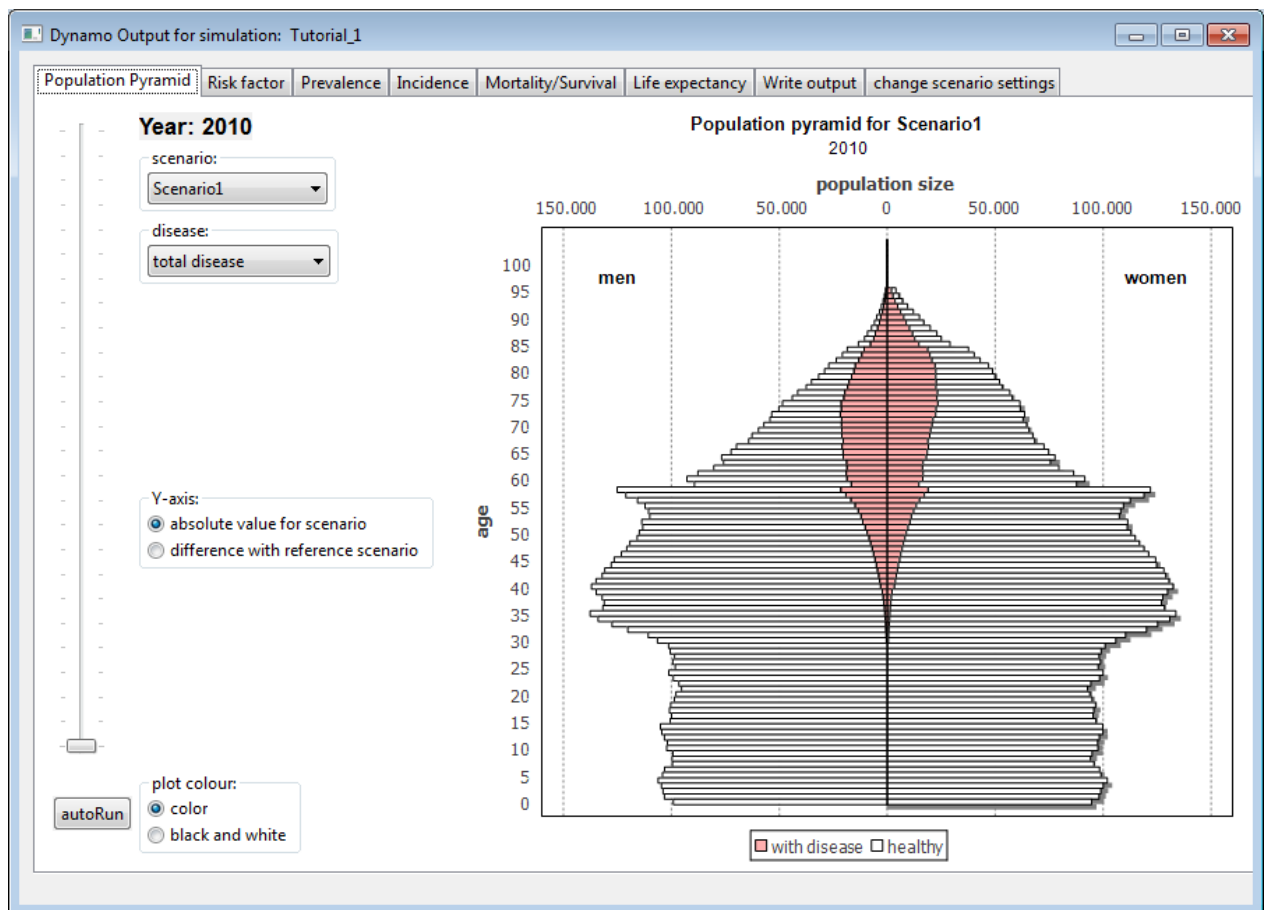 Dynamo Output for simulation: Tutorial_1
Population Pyramid Risk factor Prevalence Incidence Mortality/Survival Life expectancy Write output change scenario settings
Year: 2010
scenario:
Scenario1
disease:
total disease
Y-axis:
absolute value for scenario
difference with reference scenario
plot colour:
color
black and white
autoRun
Population pyramid for Scenario1
2010
population size
150.000 100.000 50.000 0 50.000 100.000 150.000
men women
age
100
95
90
85
80
75
70
65
60
55
50
45
40
35
30
25
20
15
10
5
0
with disease healthy